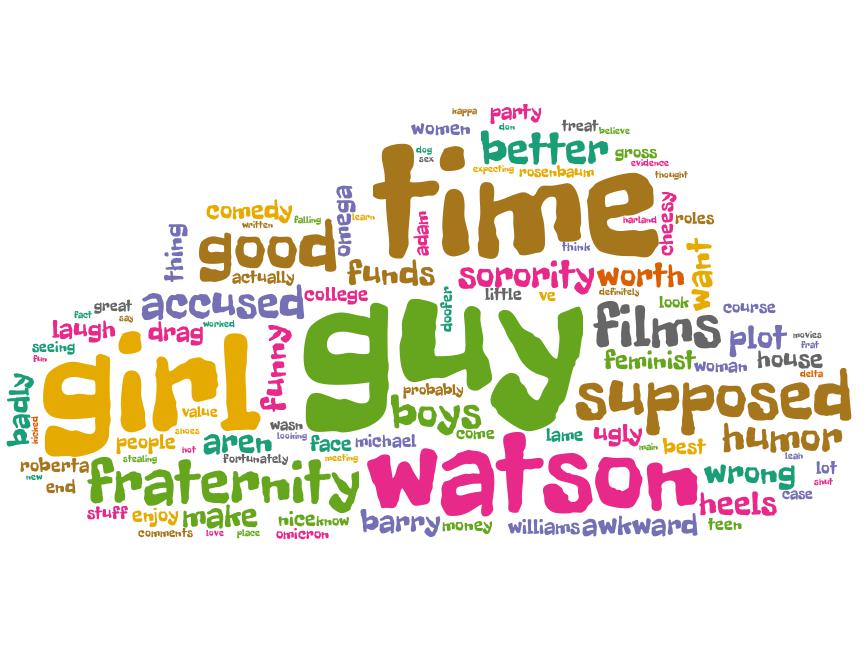 kappa party
women don treat believe
dog sex better gross
evidence
expecting rosenbaum thought
time
comedy falling omega learn adam harland cheesy roles
written
thing good think
want
actually funds sorority worth
great accused college doofer little ve definitely look course
fact say
laugh drag worked funny guy films plot movies
frat
seeing
fun
girl feminist woman house
delta
badly kicked value probably boys supposed
shoes
people hot aren wasn looking face michael come lame ugly main best humor
stealing fortunately meeting
leah
roberta new fraternity watson wrong lot
shut
end heels case
stuff enjoy make nice know barry money williams awkward teen
comments love place omicron